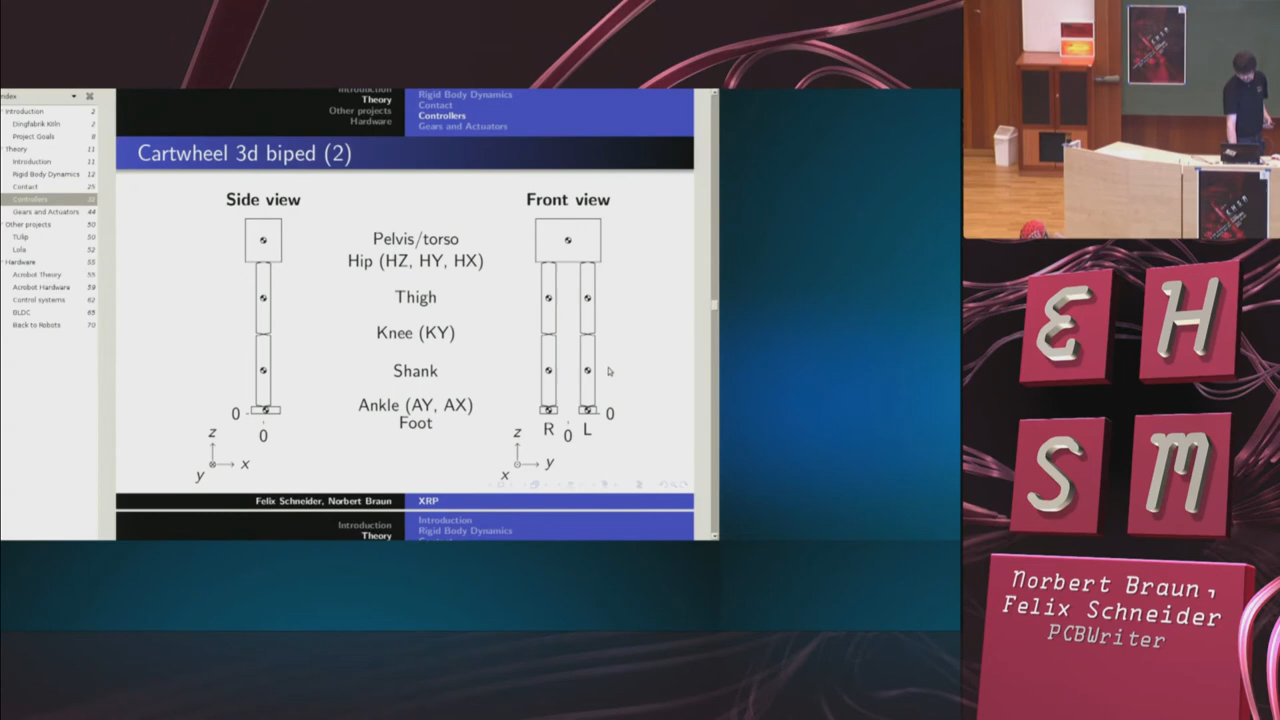 ndex
Introduction 2
Dingfabrik Köln 2
Project Goals 8
Theory 11
Introduction 11
Rigid Body Dynamics 12
Contact 25
Controllers 32
Gears and Actuators 44
Other projects 50
TUlip 50
Lola 52
Hardware 55
Acrobot Theory 55
Acrobot Hardware 59
Control systems 62
BLDC 65
Back to Robots 70
Introduction
Theory
Other projects
Hardware
Rigid Body Dynamics
Contact
Controllers
Gears and Actuators
Cartwheel 3d biped (2)
Side view
Front view
Pelvis/torso
Hip (HZ, HY, HX)
Thigh
Knee (KY)
Shank
Ankle (AY, AX)
Foot
0
0
z
x
y
0
R 0 L
z
y
x
Felix Schneider, Norbert Braun
XRP
Introduction
Theory
Introduction
Rigid Body Dynamics
E H
S M
Norbert Braun,
Felix Schneider
PCBWriter